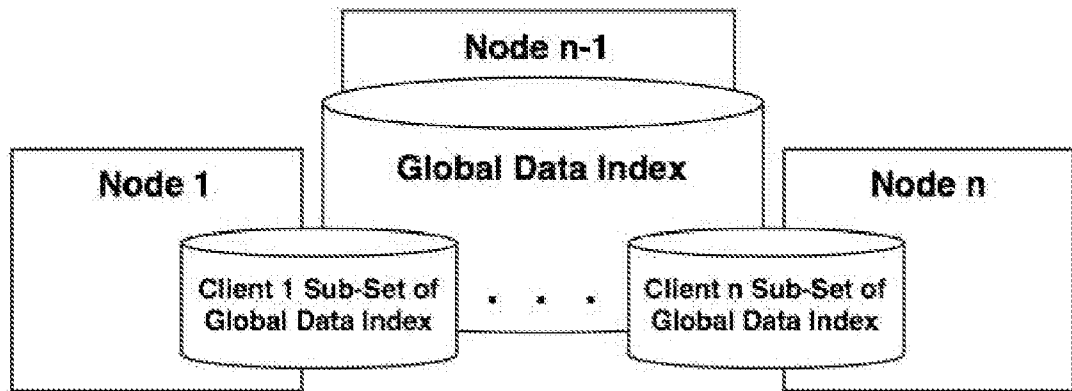 Node n-1
Global Data Index
Node 1
Node n
Client 1 Sub-Set of
Global Data Index
. . .
Client n Sub-Set of
Global Data Index